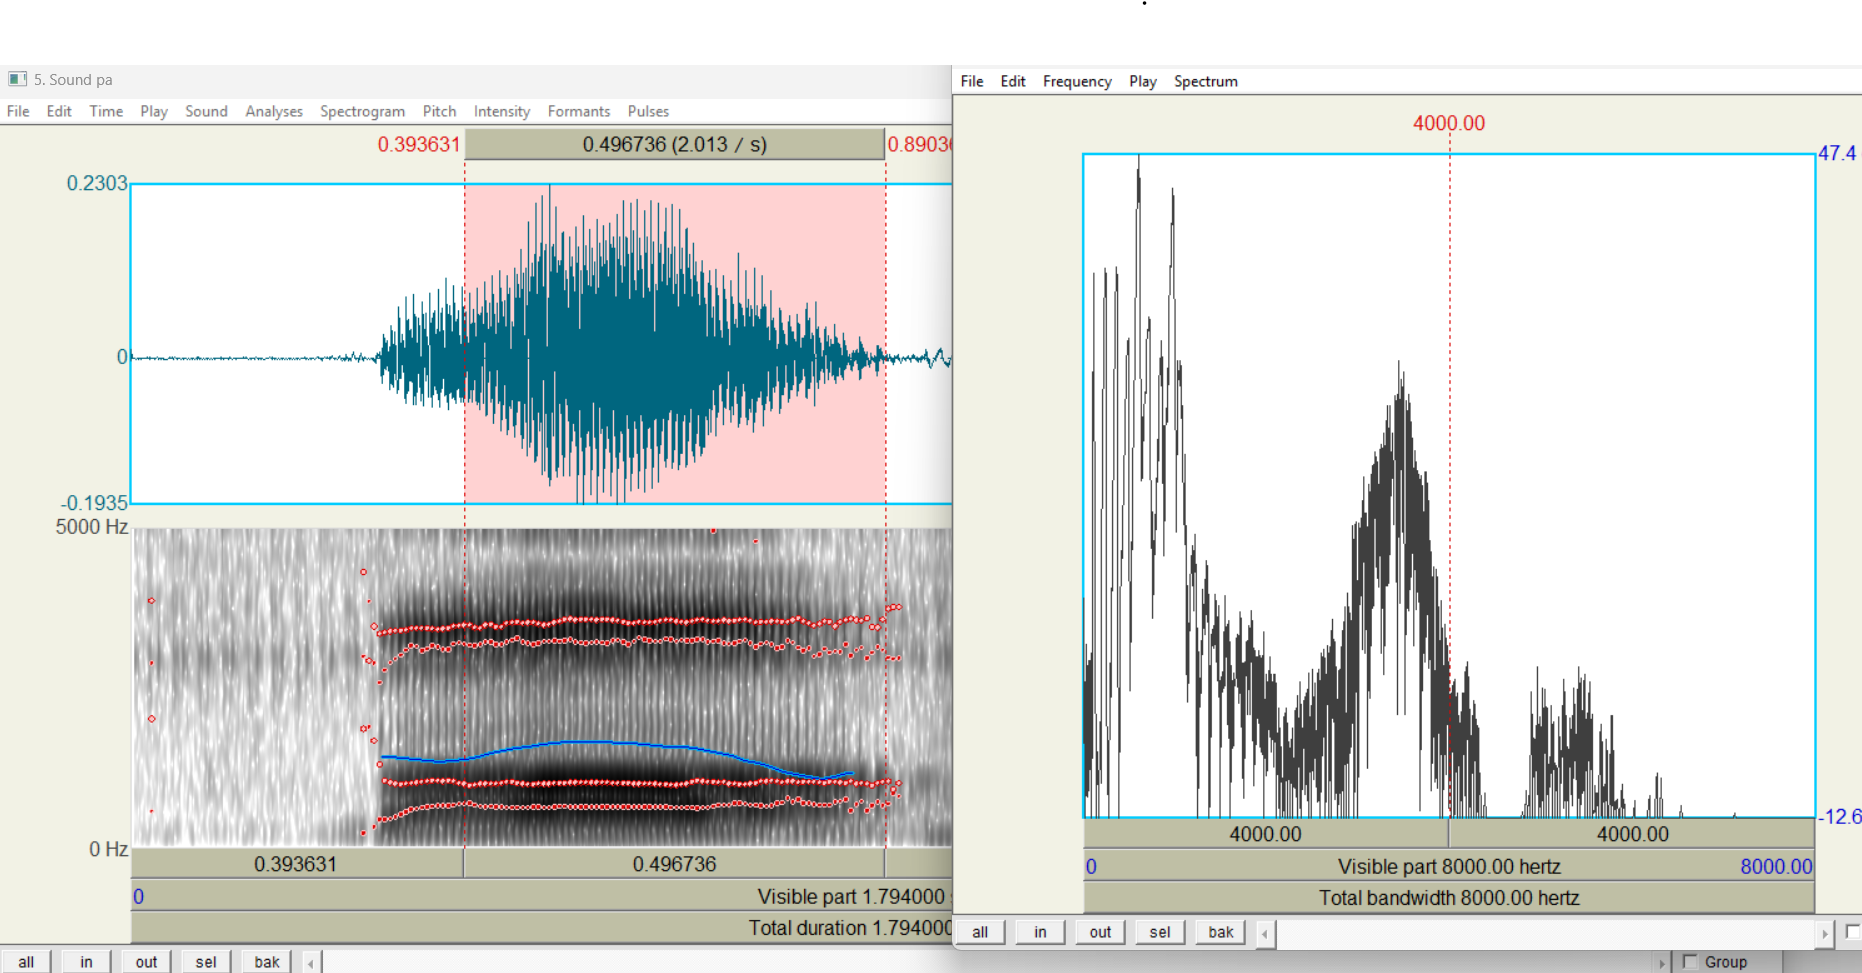 5. Sound pa
File Edit Time Play Sound Analyses Spectrogram Pitch Intensity Formants Pulses
0.393631 0.496736 (2.013 / s) 0.8903
0.2303
0
-0.1935
5000 Hz
0 Hz
0.393631 0.496736
0 Visible part 1.794000
Total duration 1.794000
all in out sel bak
File Edit Frequency Play Spectrum
4000.00
47.4
-12.6
4000.00 4000.00
0 Visible part 8000.00 hertz 8000.00
Total bandwidth 8000.00 hertz
all in out sel bak
Group